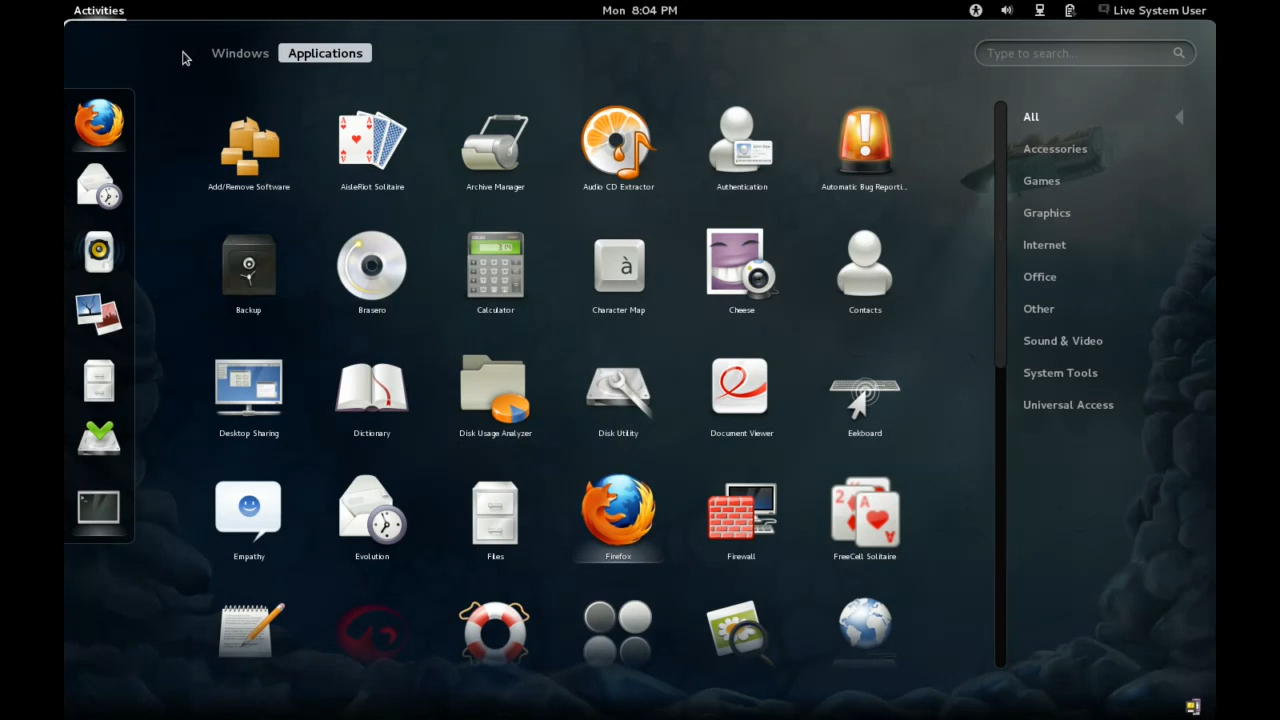 Activities
Mon 8:04 PM
Live System User
Windows
Applications
Type to search...
Add/Remove Software
AisleRiot Solitaire
Archive Manager
Audio CD Extractor
Authentication
Automatic Bug Reporti...
Backup
Brasero
Calculator
à
Character Map
Cheese
Contacts
Desktop Sharing
Dictionary
Disk Usage Analyzer
Disk Utility
Document Viewer
Eekboard
Empathy
Evolution
Files
Firefox
Firewall
2 A
FreeCell Solitaire
All
Accessories
Games
Graphics
Internet
Office
Other
Sound & Video
System Tools
Universal Access